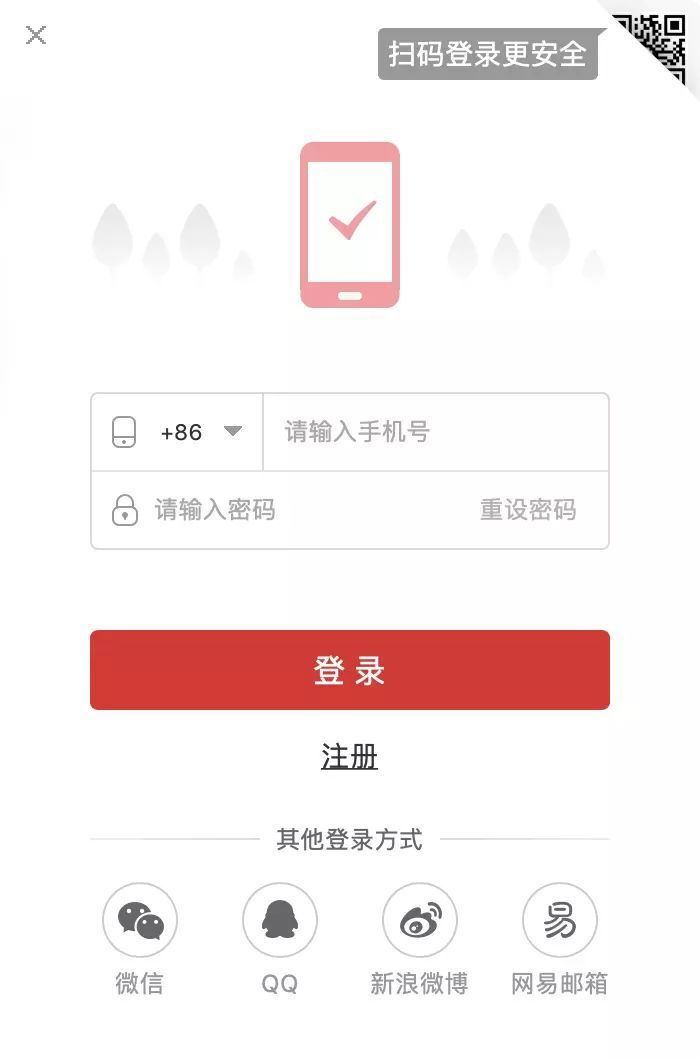 扫码登录更安全
+86 请输入手机号
请输入密码 重设密码
登录
注册
其他登录方式
微信 QQ 新浪微博 网易邮箱